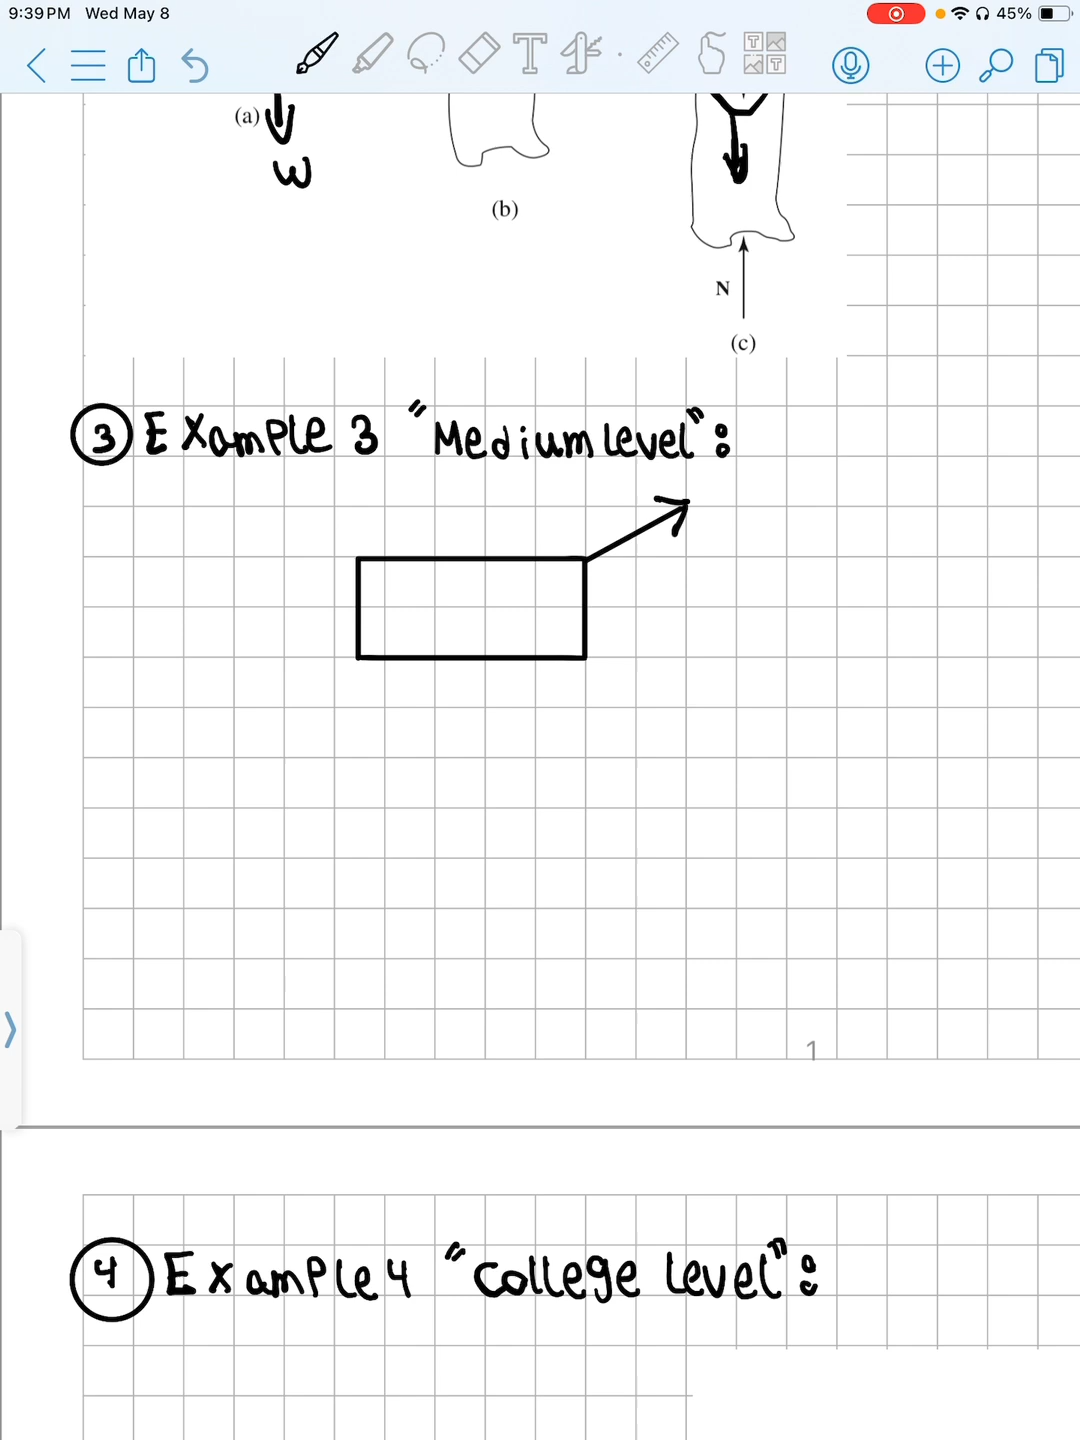 9:39 PM Wed May 8
45%
(a)
W
(b)
N
(c)
3 Example 3 "Medium level":
1
4 Example 4 "college level":